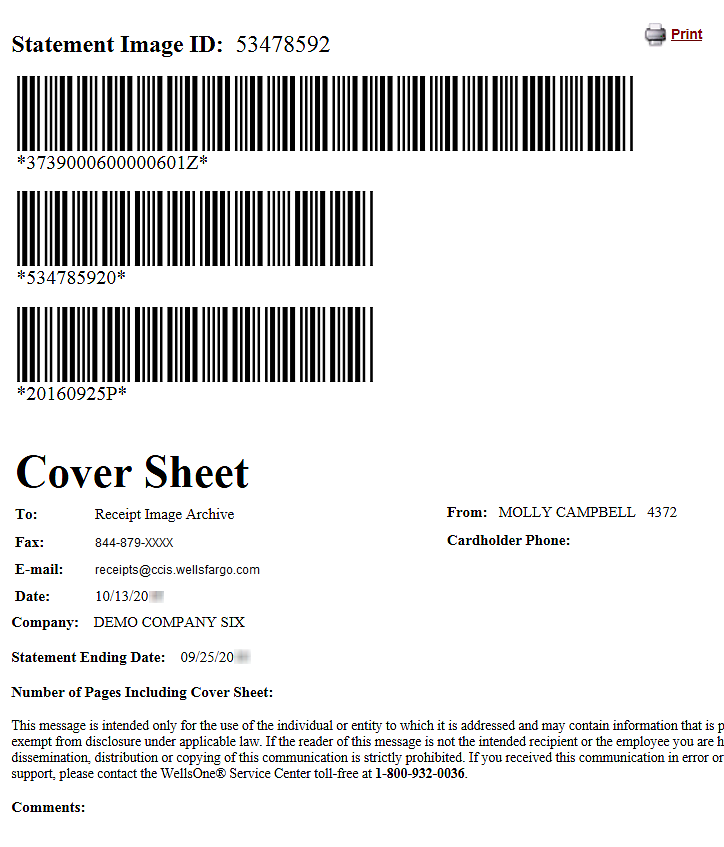 Statement Image ID: 53478592
Print
*3739000600000601Z*
*534785920*
*20160925P*
Cover Sheet
To: Receipt Image Archive
From: MOLLY CAMPBELL 4372
Fax: 844-879-XXXX
Cardholder Phone:
E-mail: receipts@ccis.wellsfargo.com
Date: 10/13/20
Company: DEMO COMPANY SIX
Statement Ending Date: 09/25/20
Number of Pages Including Cover Sheet:
This message is intended only for the use of the individual or entity to which it is addressed and may contain information that is p
exempt from disclosure under applicable law. If the reader of this message is not the intended recipient or the employee you are h
dissemination, distribution or copying of this communication is strictly prohibited. If you received this communication in error or
support, please contact the WellsOne® Service Center toll-free at 1-800-932-0036.
Comments: